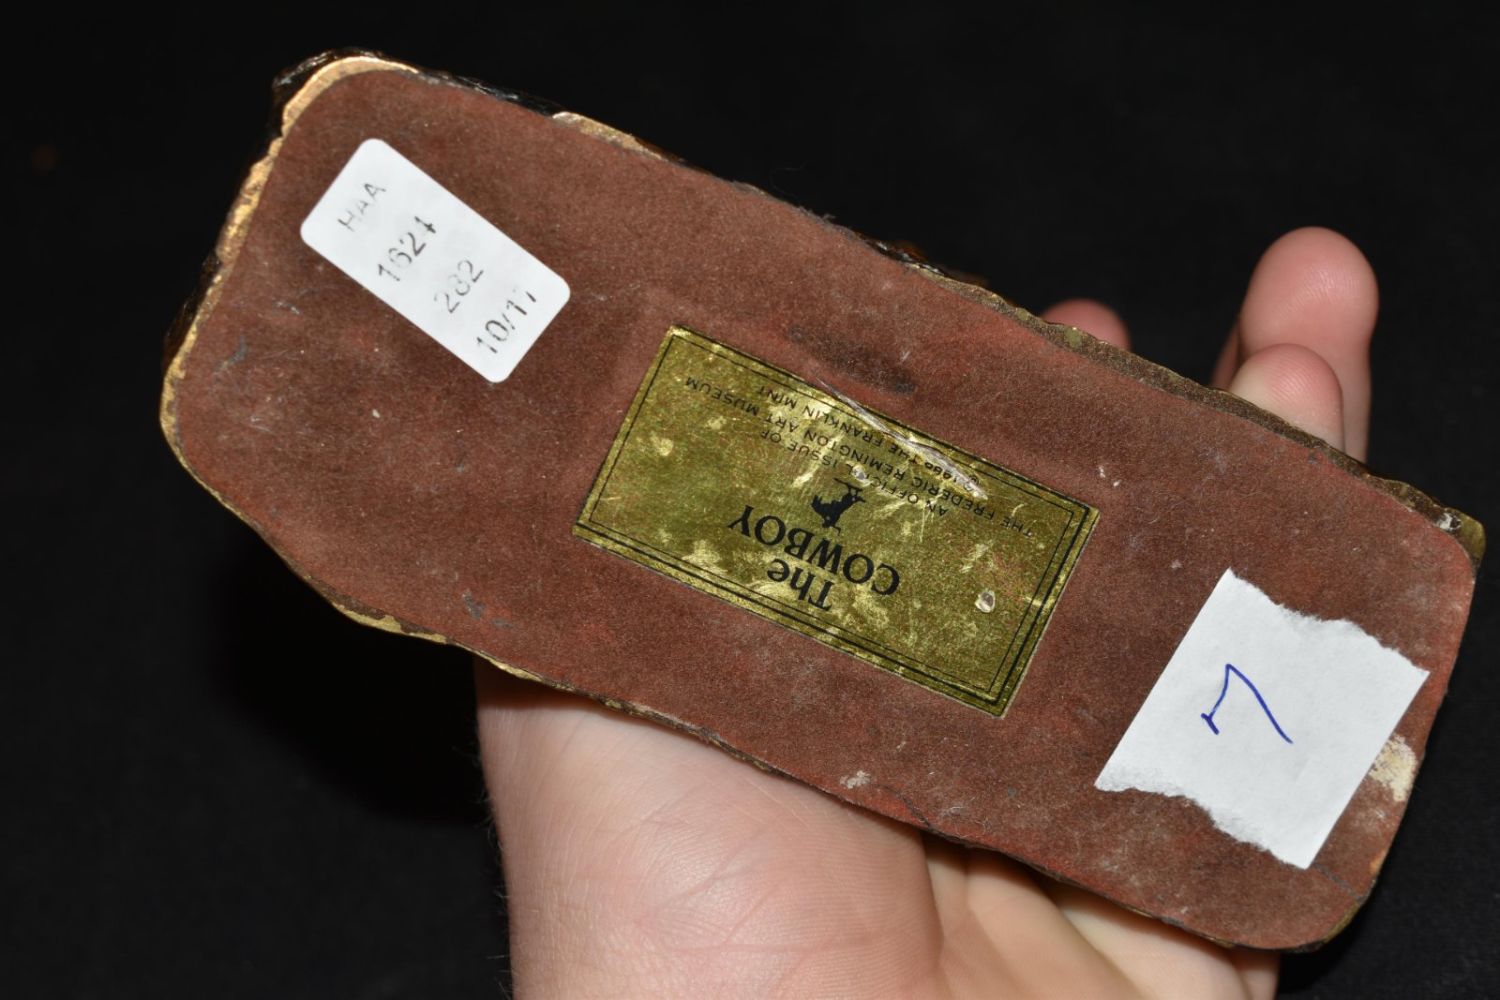 HAA
1624
282
10/17
The
COWBOY
AN OFFICIAL ISSUE OF
THE FREDERIC REMINGTON ART MUSEUM
THE FRANKLIN MINT
7